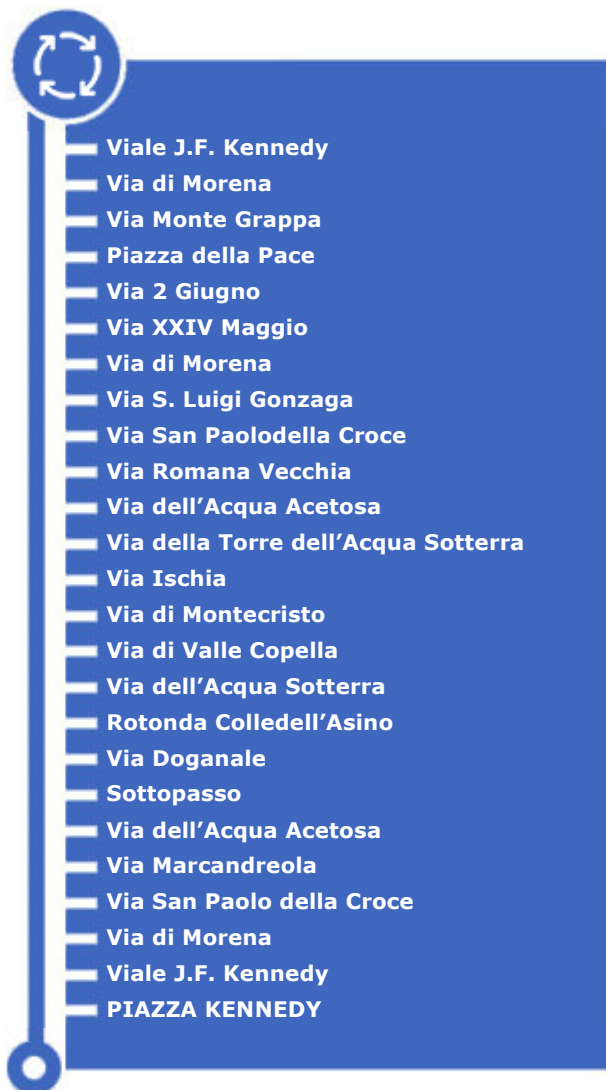 Viale J.F. Kennedy
Via di Morena
Via Monte Grappa
Piazza della Pace
Via 2 Giugno
Via XXIV Maggio
Via di Morena
Via S. Luigi Gonzaga
Via San Paolodella Croce
Via Romana Vecchia
Via dell’Acqua Acetosa
Via della Torre dell’Acqua Sotterra
Via Ischia
Via di Montecristo
Via di Valle Copella
Via dell’Acqua Sotterra
Rotonda Colledell’Asino
Via Doganale
Sottopasso
Via dell’Acqua Acetosa
Via Marcandreola
Via San Paolo della Croce
Via di Morena
Viale J.F. Kennedy
PIAZZA KENNEDY